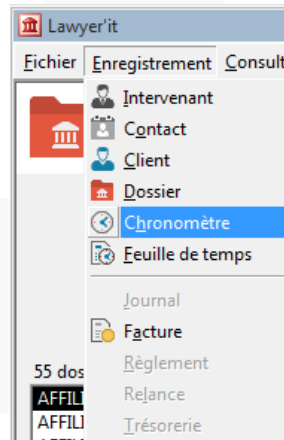 Lawyer'it
Fichier Enregistrement Consult
Intervenant
Contact
Client
Dossier
Chronomètre
Feuille de temps
Journal
Facture
Règlement
Relance
Trésorerie
55 dos
AFFILI
AFFILI